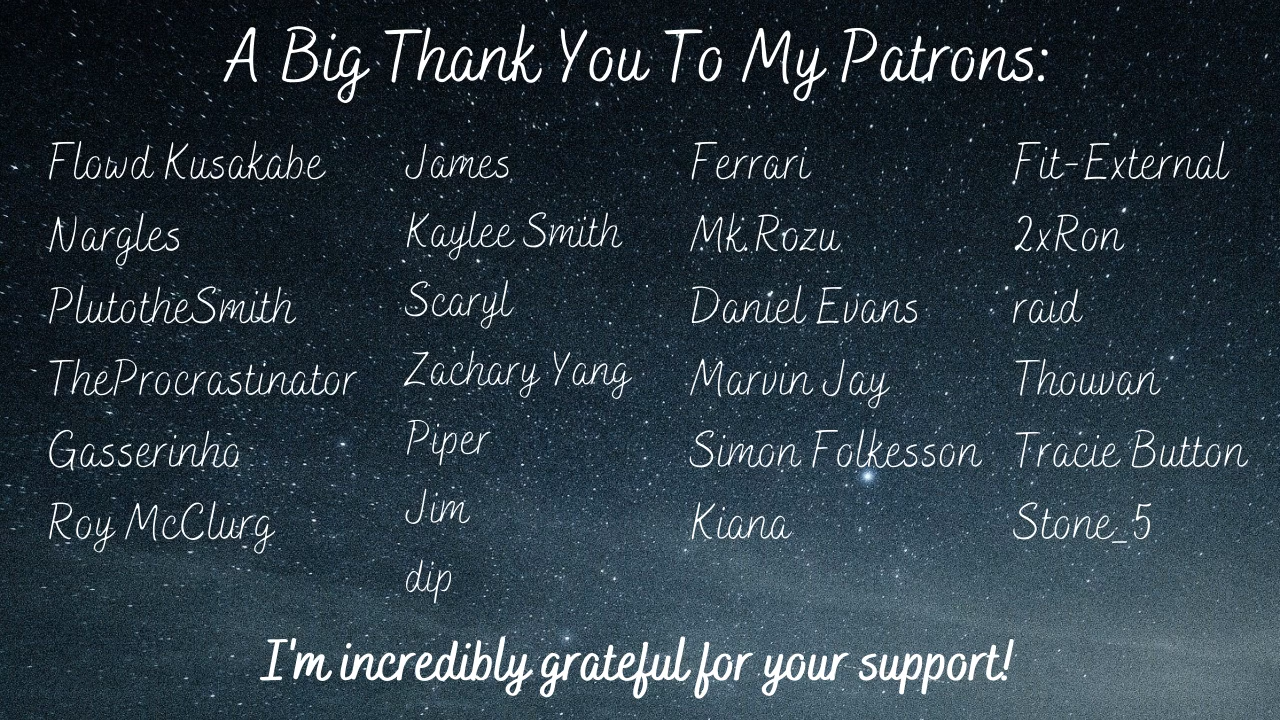 A Big Thank You To My Patrons:
Flowd Kusakabe
Nargles
PlutotheSmith
TheProcrastinator
Gasserinho
Roy McClurg
James
Kaylee Smith
Scaryl
Zachary Yang
Piper
Jim
dip
Ferrari
Mk.Rozu
Daniel Evans
Marvin Jay
Simon Folkesson
Kiana
Fit-External
2xRon
raid
Thouvan
Tracie Button
Stone_5
I'm incredibly grateful for your support!